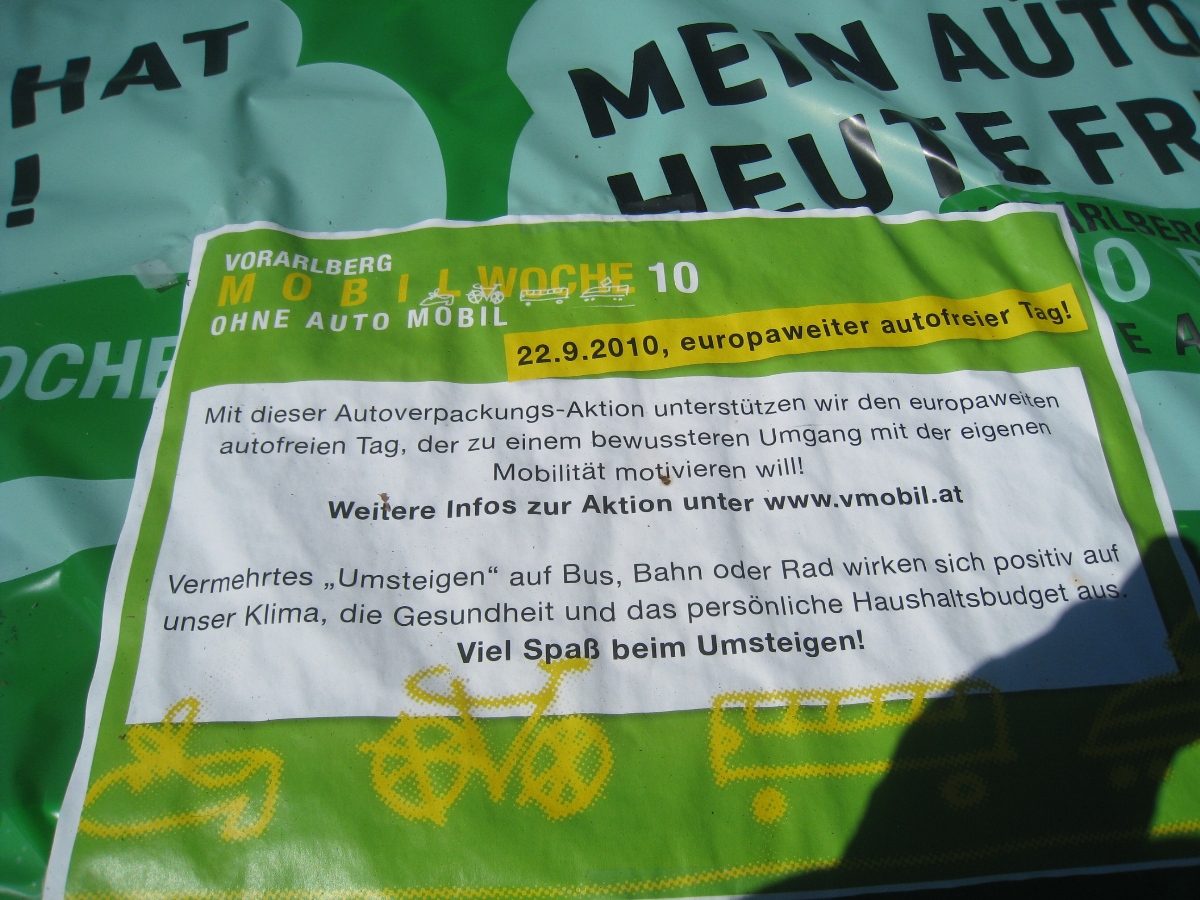 HAT
!
MEIN AUTO
HEUTE FR
VORARLBERG
MOBILWOCHE 10
OHNE AUTO MOBIL
22.9.2010, europaweiter autofreier Tag!
Mit dieser Autoverpackungs-Aktion unterstützen wir den europaweiten
autofreien Tag, der zu einem bewussteren Umgang mit der eigenen
Mobilität motivieren will!
Weitere Infos zur Aktion unter www.vmobil.at
Vermehrtes „Umsteigen“ auf Bus, Bahn oder Rad wirken sich positiv auf
unser Klima, die Gesundheit und das persönliche Haushaltsbudget aus.
Viel Spaß beim Umsteigen!
OCHE
ARLBERG
O
E A